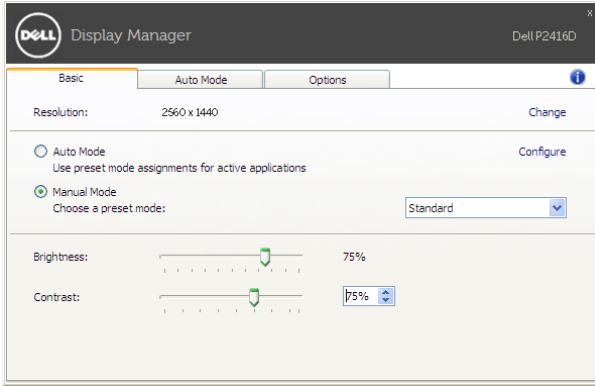 DELL Display Manager x
Dell P2416D
Basic Auto Mode Options
Resolution: 2560 x 1440 Change
Auto Mode Configure
Use preset mode assignments for active applications
Manual Mode
Choose a preset mode: Standard
Brightness: 75%
Contrast: 75%